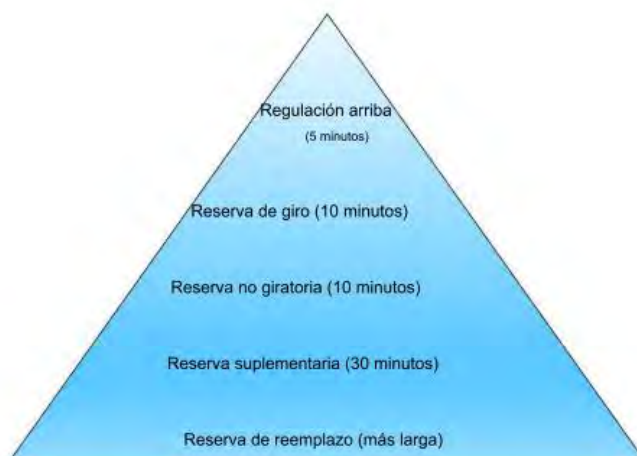 Regulación arriba
(5 minutos)
Reserva de giro (10 minutos)
Reserva no giratoria (10 minutos)
Reserva suplementaria (30 minutos)
Reserva de reemplazo (más larga)